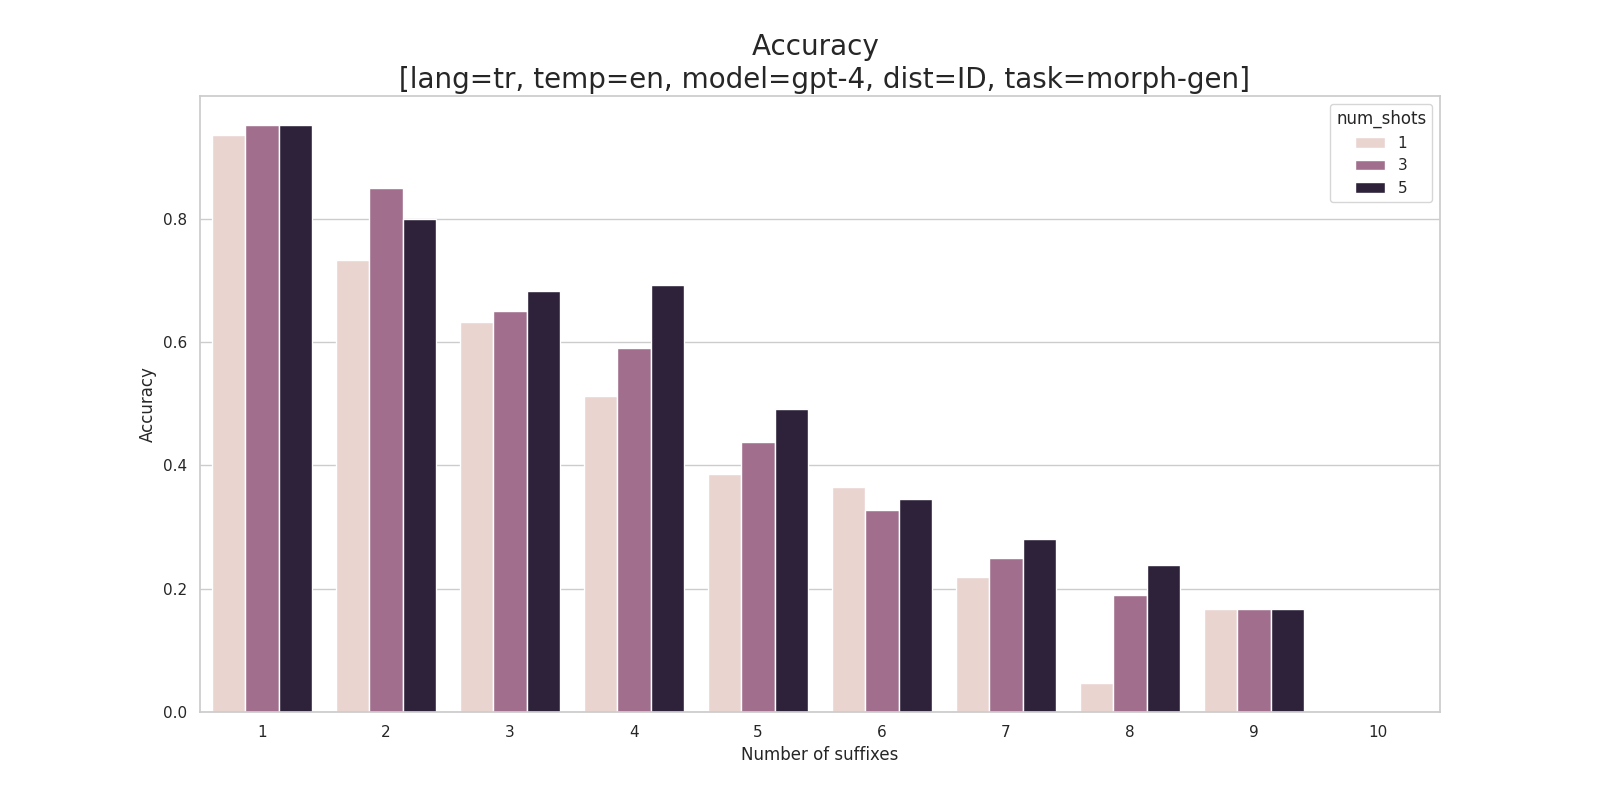 Accuracy
[lang=tr, temp=en, model=gpt-4, dist=ID, task=morph-gen]
num_shots
1
3
5
0.8
0.6
0.4
0.2
0.0
Accuracy
1 2 3 4 5 6 7 8 9 10
Number of suffixes